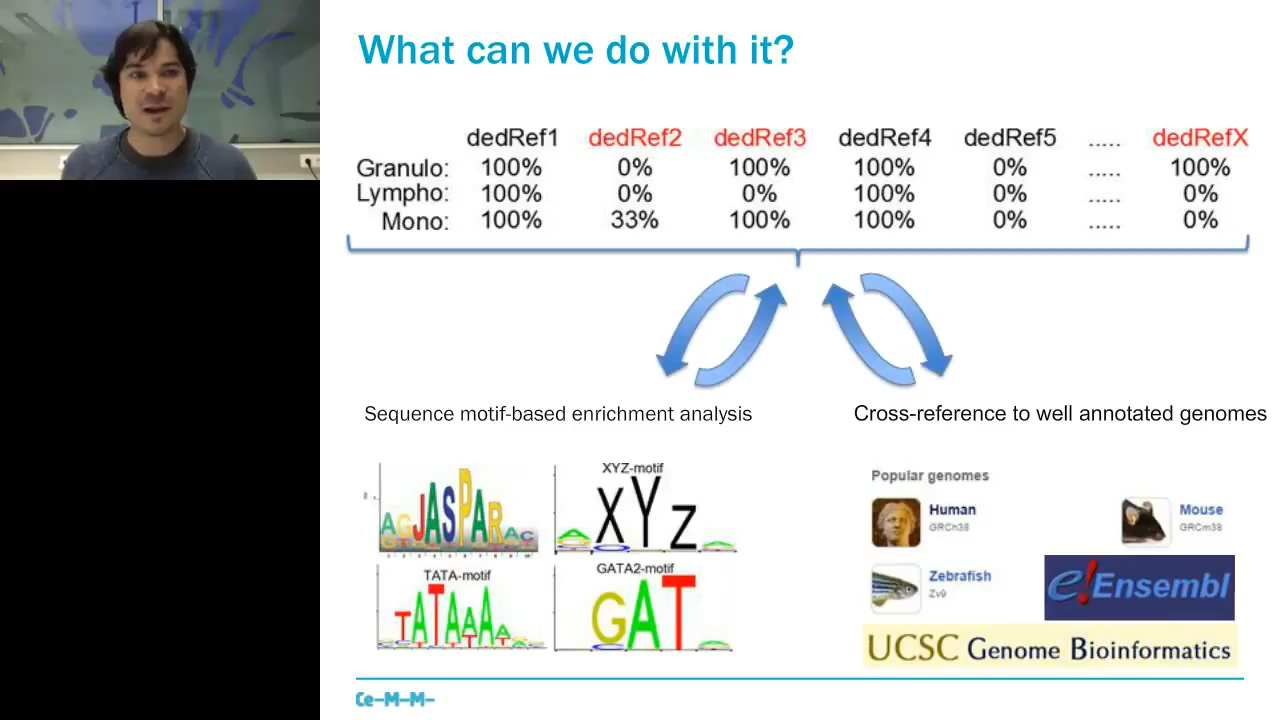 What can we do with it?
dedRef1 dedRef2 dedRef3 dedRef4 dedRef5 ..... dedRefX
Granulo: 100% 0% 100% 100% 0% ..... 100%
Lympho: 100% 0% 0% 100% 0% ..... 0%
Mono: 100% 33% 100% 100% 0% ..... 0%
Sequence motif-based enrichment analysis
Cross-reference to well annotated genomes
JASPAR
XYZ-motif
XYZ
TATA-motif
TATAAA
GATA2-motif
GAT
Popular genomes
Human
GRCh38
Mouse
GRCm38
Zebrafish
Zv9
e!Ensembl
UCSC Genome Bioinformatics
Ce-M-M-